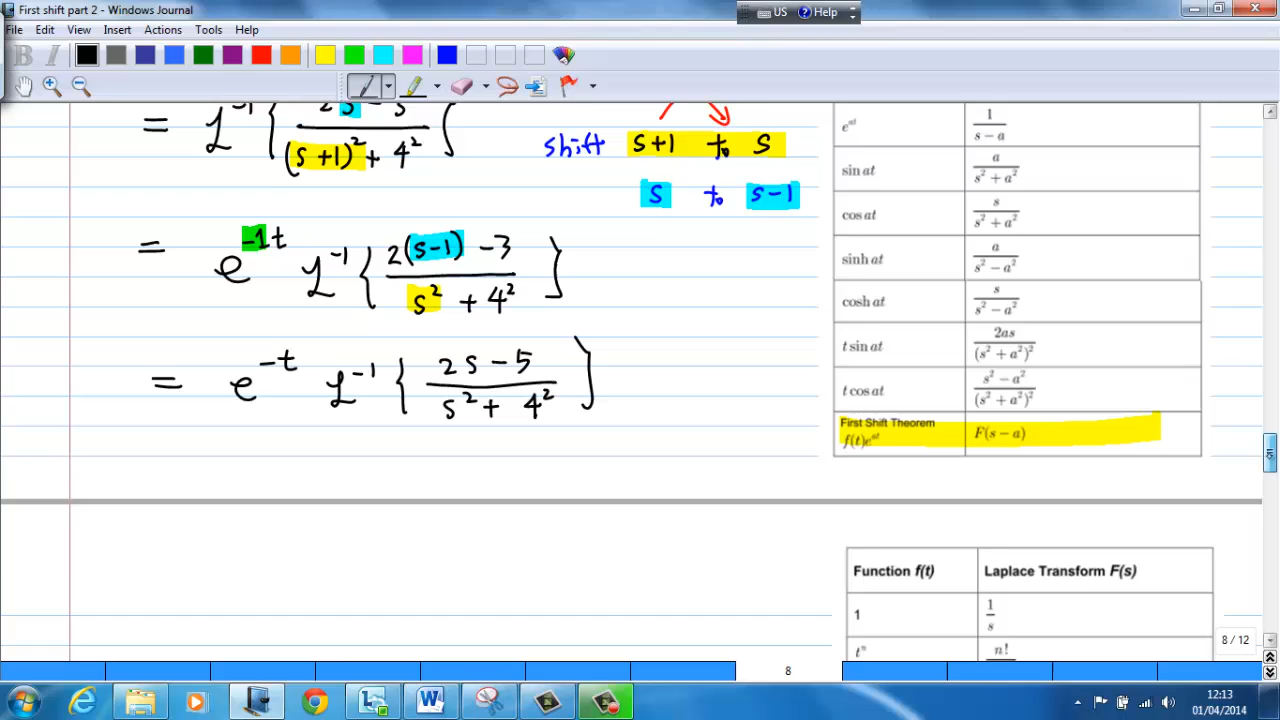 First shift part 2 - Windows Journal
US Help
File Edit View Insert Actions Tools Help
B I
= ℒ⁻¹ { 2s - 3 / (s+1)² + 4² }
shift s+1 to s
s to s-1
= e^{-1t} ℒ⁻¹ { 2(s-1) - 3 / s² + 4² }
= e^{-t} ℒ⁻¹ { 2s - 5 / s² + 4² }
e^{at} 1 / s - a
sin at a / s² + a²
cos at s / s² + a²
sinh at a / s² - a²
cosh at s / s² - a²
t sin at 2as / (s² + a²)²
t cos at s² - a² / (s² + a²)²
First Shift Theorem
f(t)e^{at} F(s - a)
Function f(t) Laplace Transform F(s)
1 1 / s
tⁿ n!
8 / 12
8
12:13
01/04/2014